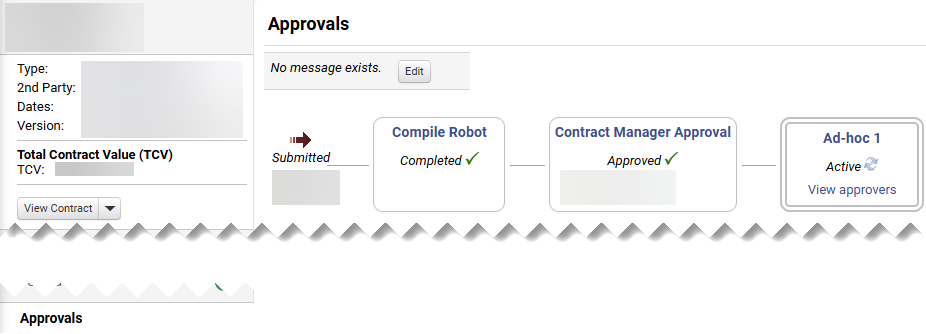 Type:
2nd Party:
Dates:
Version:
Total Contract Value (TCV)
TCV:
View Contract
Approvals
No message exists. Edit
Submitted
Compile Robot
Completed
Contract Manager Approval
Approved
Ad-hoc 1
Active
View approvers
Approvals